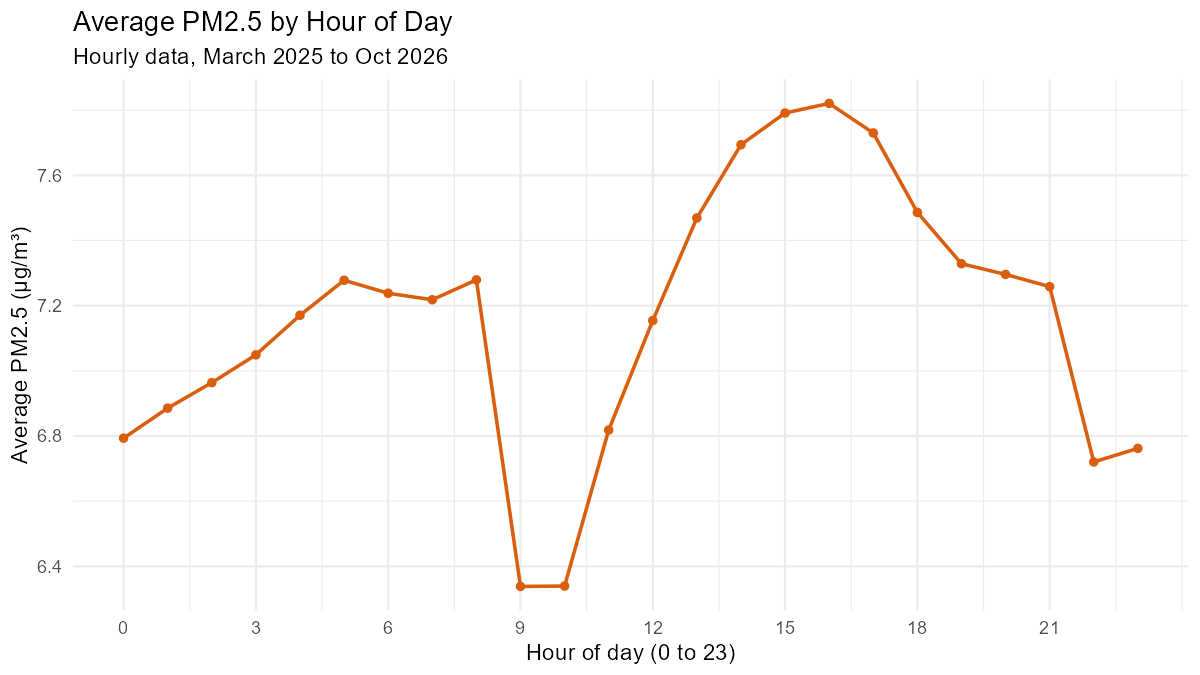 Average PM2.5 by Hour of Day
Hourly data, March 2025 to Oct 2026
Average PM2.5 (µg/m³)
7.6
7.2
6.8
6.4
0 3 6 9 12 15 18 21
Hour of day (0 to 23)